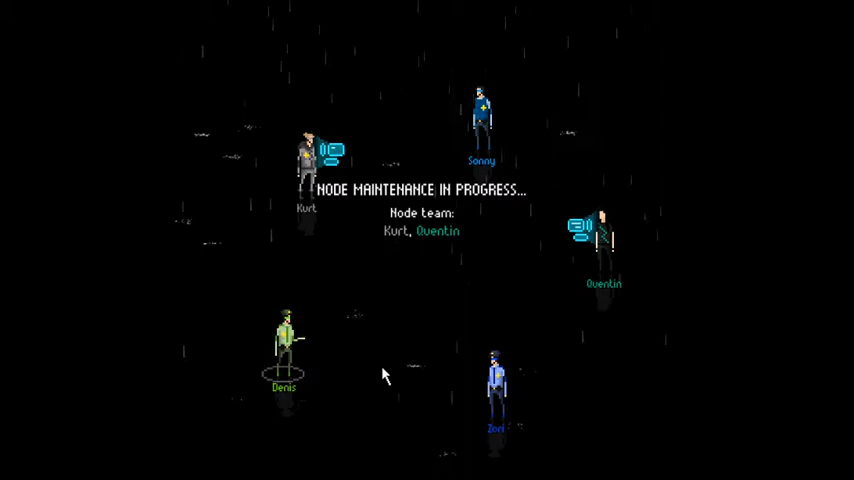 Sonny
NODE MAINTENANCE IN PROGRESS...
Kurt
Node team:
Kurt, Quentin
Quentin
Denis
Zori